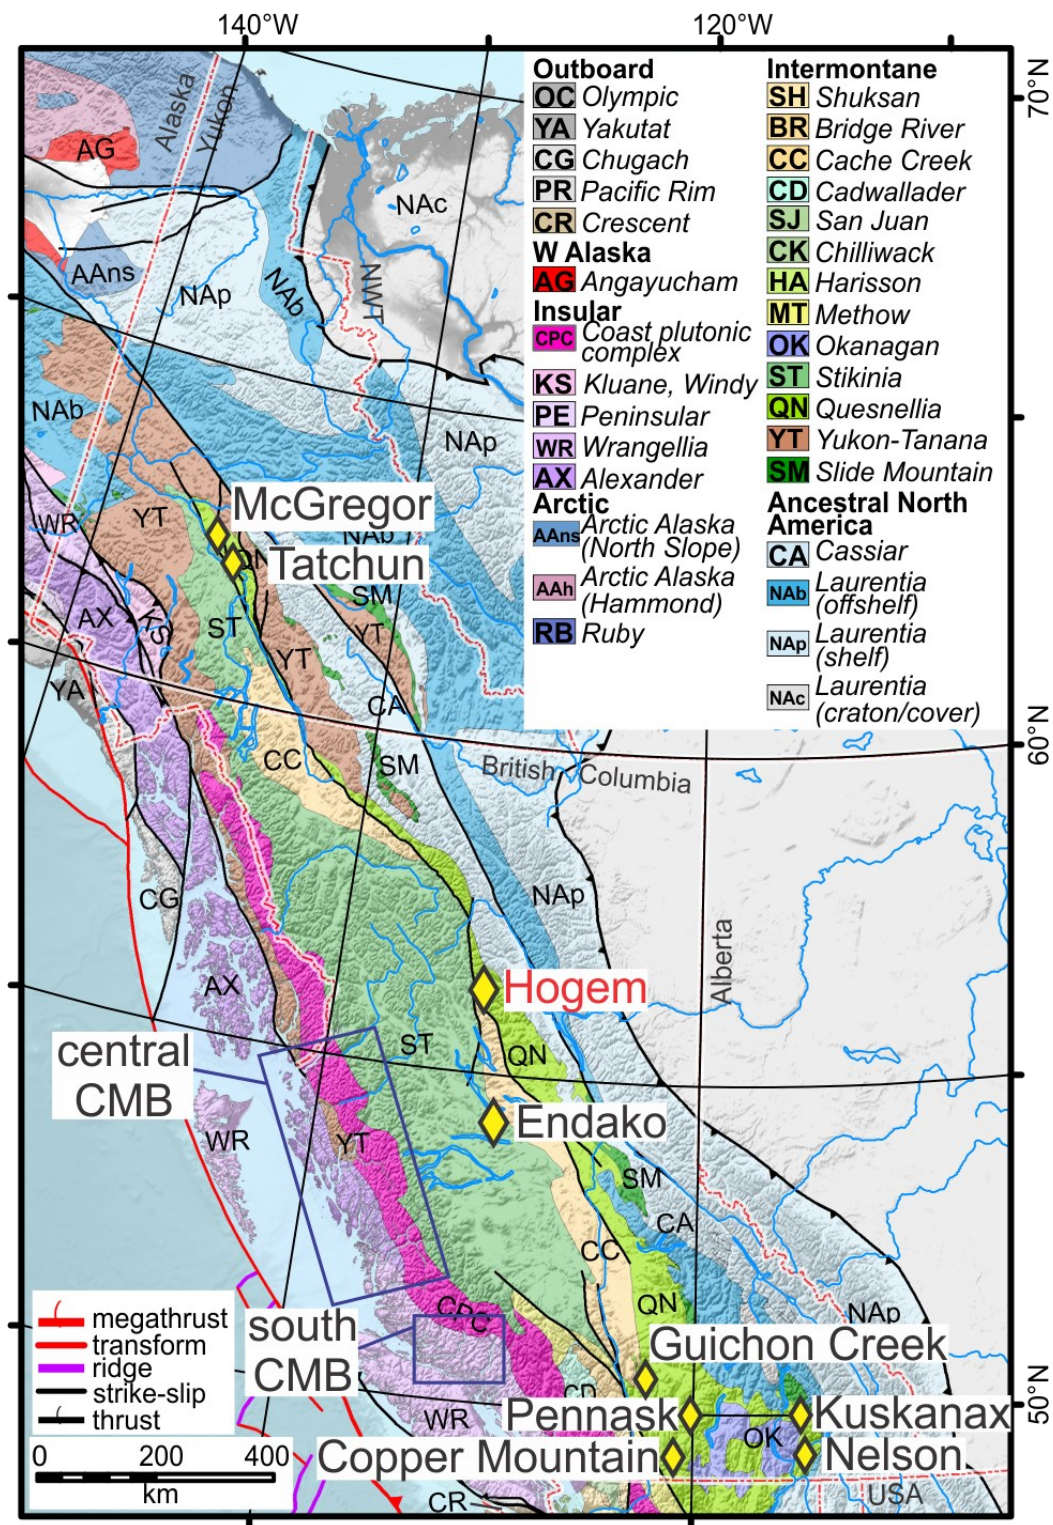 140°W
120°W
70°N
60°N
50°N
Outboard
OC Olympic
YA Yakutat
CG Chugach
PR Pacific Rim
CR Crescent
W Alaska
AG Angayucham
Insular
CPC Coast plutonic
complex
KS Kluane, Windy
PE Peninsular
WR Wrangellia
AX Alexander
Arctic
AAns Arctic Alaska
(North Slope)
AAh Arctic Alaska
(Hammond)
RB Ruby
Intermontane
SH Shuksan
BR Bridge River
CC Cache Creek
CD Cadwallader
SJ San Juan
CK Chilliwack
HA Harisson
MT Methow
OK Okanagan
ST Stikinia
QN Quesnellia
YT Yukon-Tanana
SM Slide Mountain
Ancestral North
America
CA Cassiar
NAb Laurentia
(offshelf)
NAp Laurentia
(shelf)
NAc Laurentia
(craton/cover)
Alaska
Yukon
AG
NAc
AAns
NAp
NAb
NWT
NAb
NAp
McGregor
WR
YT
NAb
QN
Tatchun
SM
AX
KS
ST
YT
YT
YA
CA
CC
SM
British Columbia
CG
NAp
AX
Alberta
Hogem
ST
QN
central
CMB
WR
YT
Endako
SM
CA
CC
QN
NAp
CPC
south
CMB
Guichon Creek
CD
WR
Pennask
Kuskanax
OK
Copper Mountain
Nelson
CR
USA
megathrust
transform
ridge
strike-slip
thrust
0 200 400
km